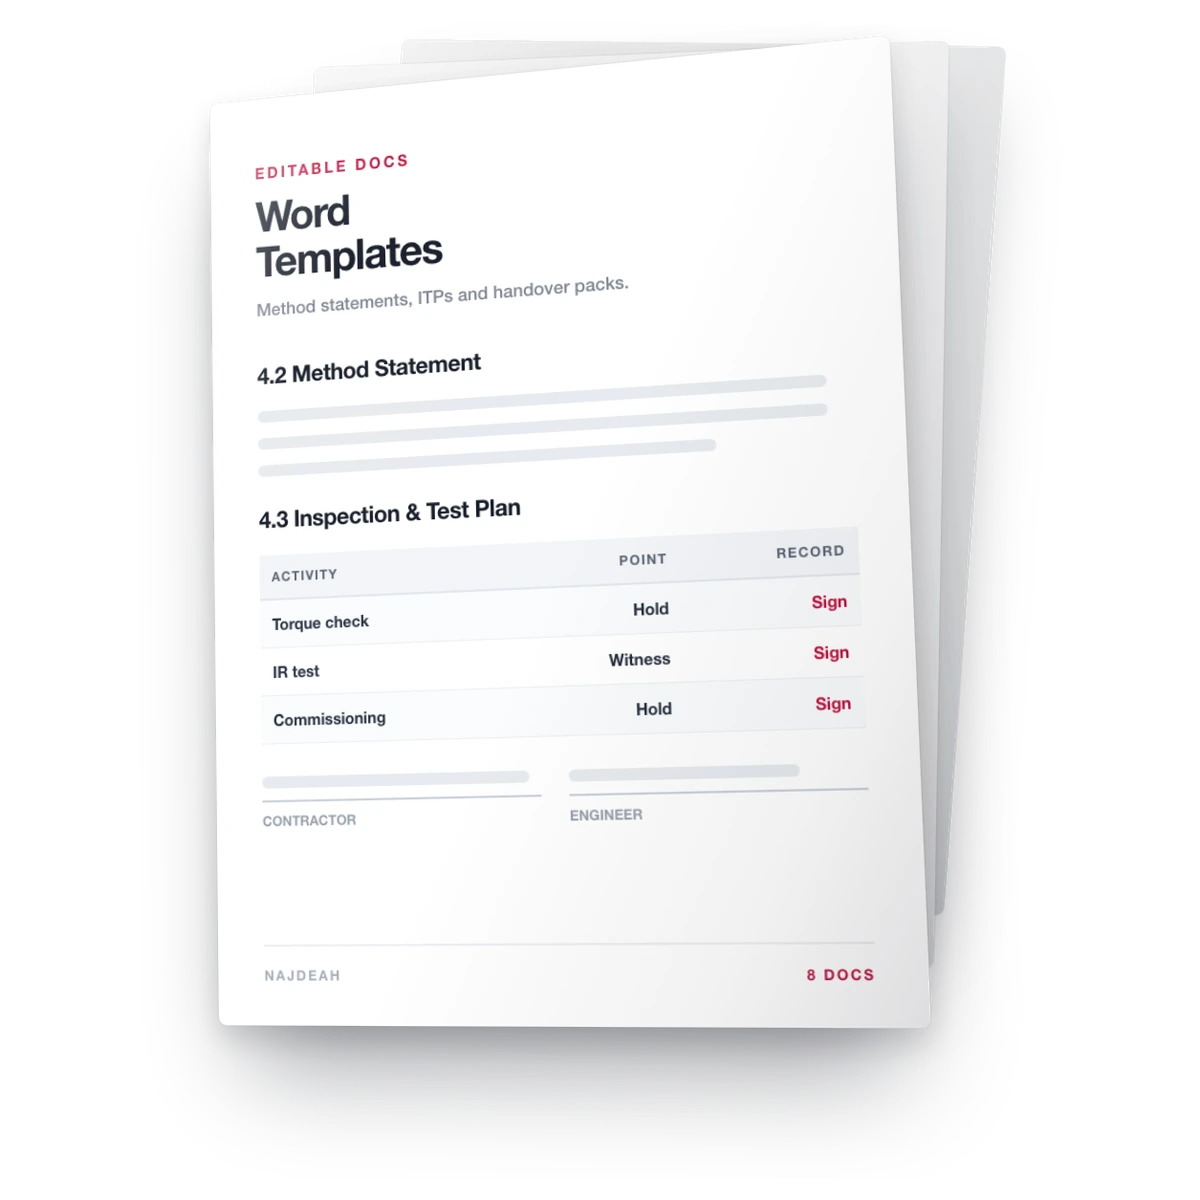 EDITABLE DOCS
Word
Templates
Method statements, ITPs and handover packs.
4.2 Method Statement
4.3 Inspection & Test Plan
ACTIVITY POINT RECORD
Torque check Hold Sign
IR test Witness Sign
Commissioning Hold Sign
CONTRACTOR ENGINEER
NAJDEAH 8 DOCS